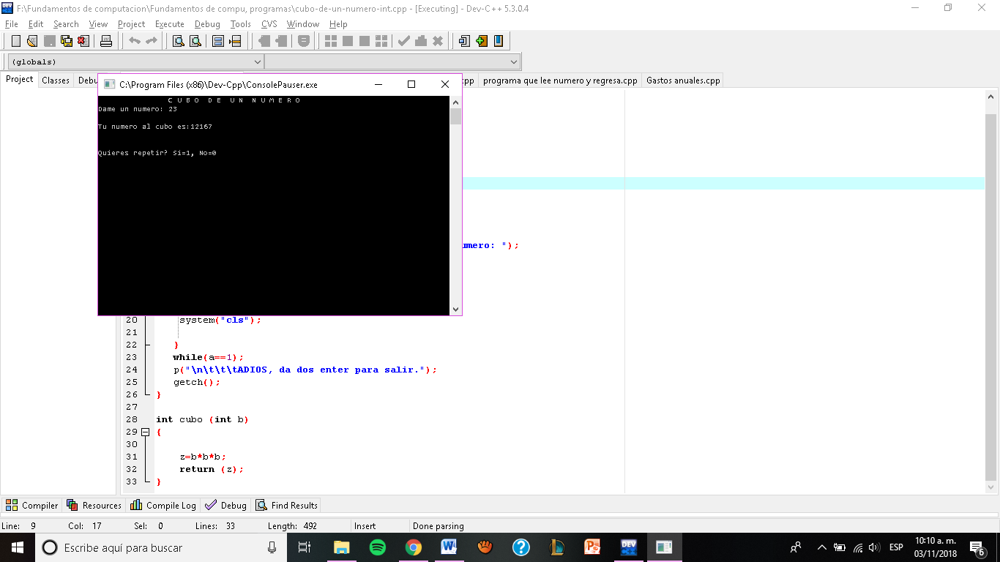 F:\Fundamentos de computacion\Fundamentos de compu, programas\cubo-de-un-numero-int.cpp - [Executing] - Dev-C++ 5.3.0.4
File Edit Search View Project Execute Debug Tools CVS Window Help
(globals)
Project Classes programa que lee numero y regresa.cpp Gastos anuales.cpp
C:\Program Files (x86)\Dev-Cpp\ConsolePauser.exe
C U B O  D E  U N  N U M E R O
Dame un numero: 23
Tu numero al cubo es:12167
Quieres repetir? Si=1, No=0
umero: ");
20 system("cls");
21
22 }
23 while(a==1);
24 p("\n\t\t\tADIOS, da dos enter para salir.");
25 getch();
26 }
27
28 int cubo (int b)
29 {
30
31 z=b*b*b;
32 return (z);
33 }
Compiler Resources Compile Log Debug Find Results
Line: 9 Col: 17 Sel: 0 Lines: 33 Length: 492 Insert Done parsing
Escribe aquí para buscar
ESP
10:10 a. m.
03/11/2018
6